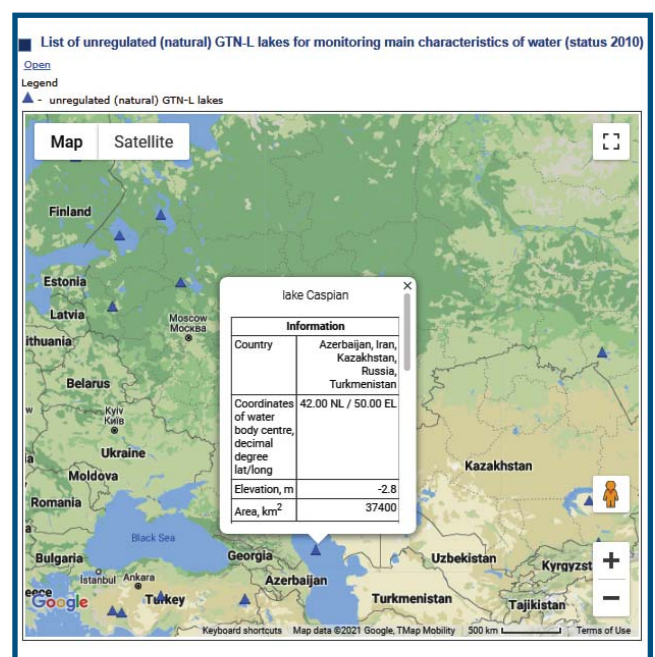 List of unregulated (natural) GTN-L lakes for monitoring main characteristics of water (status 2010)
Open
Legend
- unregulated (natural) GTN-L lakes
Map Satellite
Finland
Estonia
Latvia
ithuania
Moscow
Москва
Belarus
Kyiv
Київ
Ukraine
Moldova
Romania
Bulgaria
Black Sea
Istanbul
Ankara
eece
Turkey
Georgia
Azerbaijan
Kazakhstan
Uzbekistan
Kyrgyzst
Turkmenistan
Tajikistan
lake Caspian
×
Information
Country Azerbaijan, Iran,
Kazakhstan,
Russia,
Turkmenistan
Coordinates 42.00 NL / 50.00 EL
of water
body centre,
decimal
degree
lat/long
Elevation, m -2.8
Area, km² 37400
+
−
Google
Keyboard shortcuts Map data ©2021 Google, TMap Mobility 500 km Terms of Use